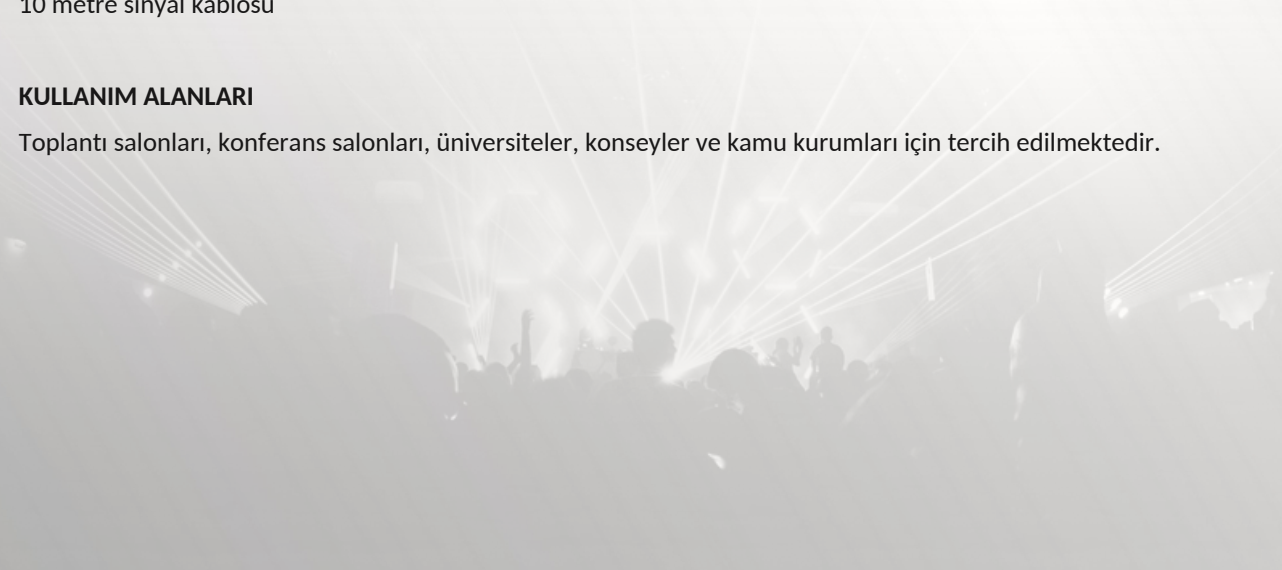 10 metre sinyal kablosu
KULLANIM ALANLARI
Toplantı salonları, konferans salonları, üniversiteler, konseyler ve kamu kurumları için tercih edilmektedir.